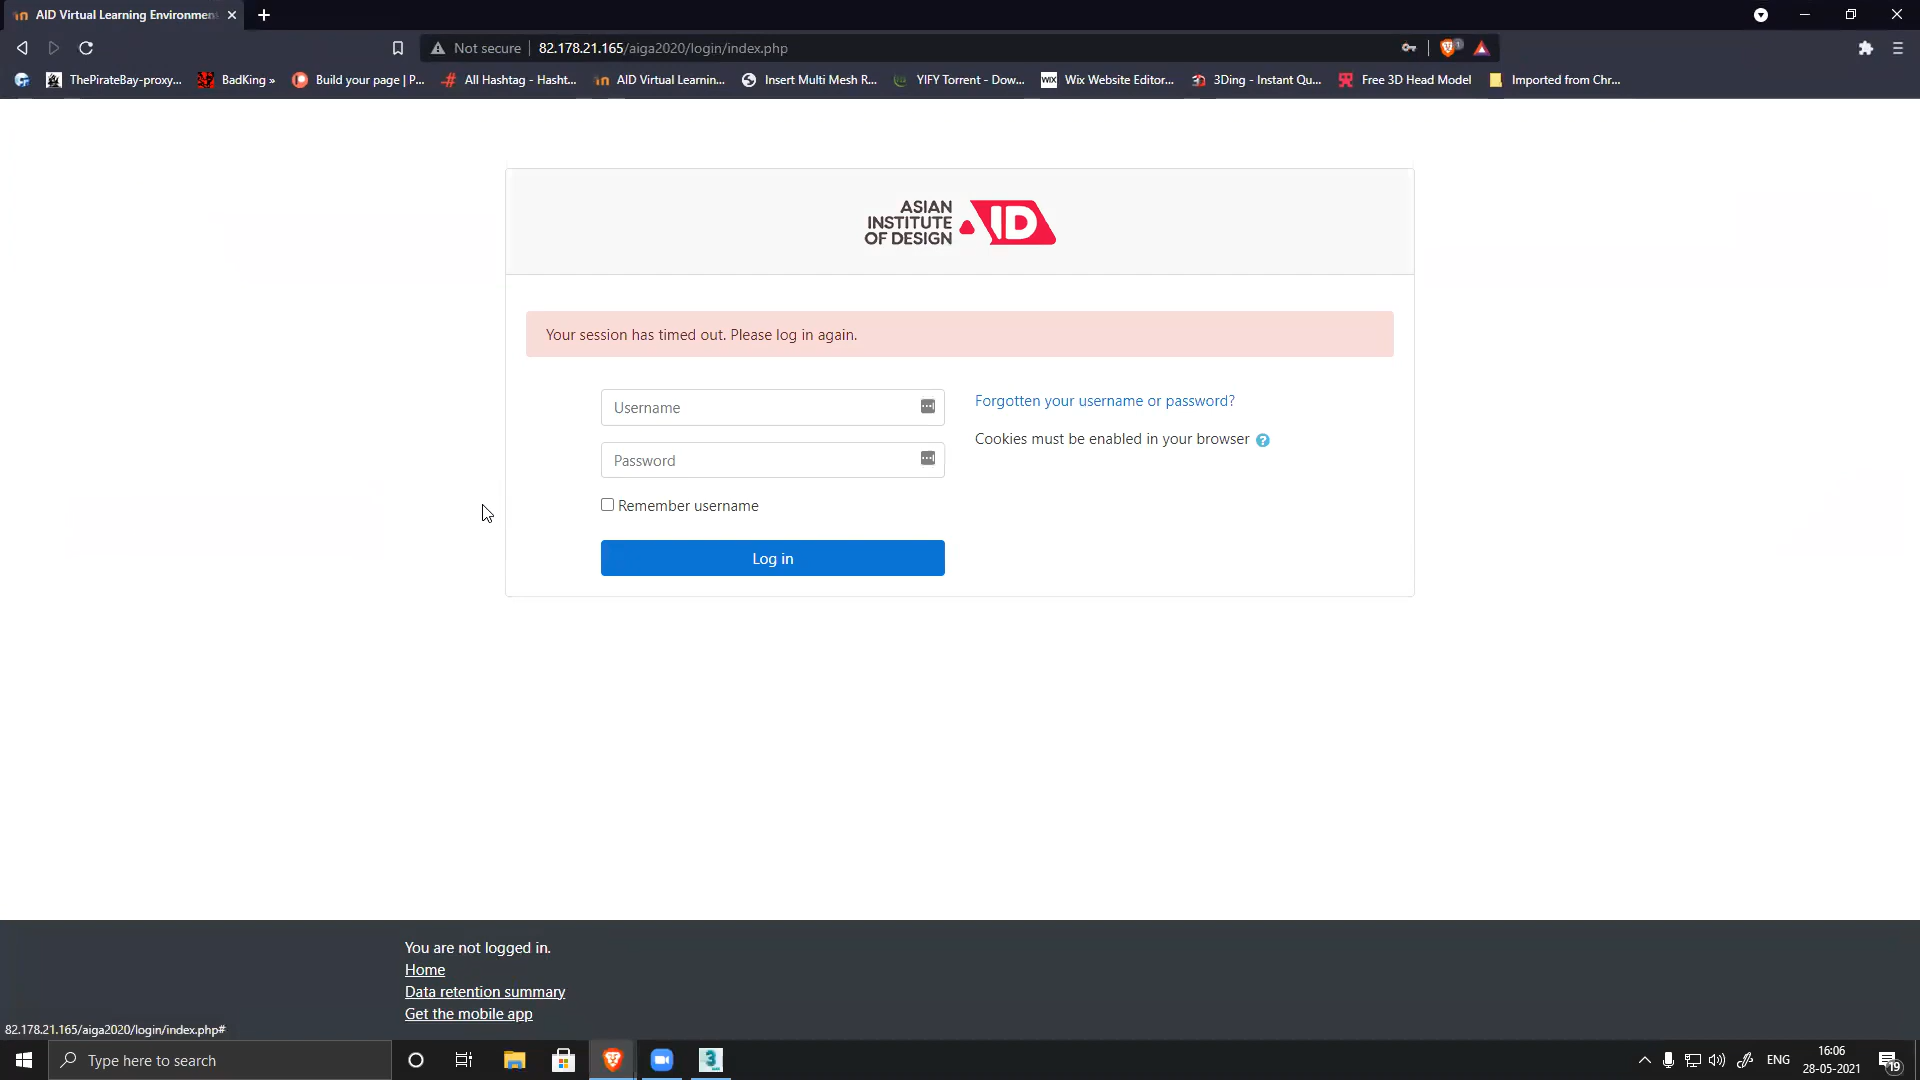 AID Virtual Learning Environmen
Not secure
82.178.21.165/aiga2020/login/index.php
ThePirateBay-proxy...
BadKing »
Build your page | P...
All Hashtag - Hasht...
AID Virtual Learnin...
Insert Multi Mesh R...
YIFY Torrent - Dow...
WIX
Wix Website Editor...
3Ding - Instant Qu...
Free 3D Head Model
Imported from Chr...
ASIAN
INSTITUTE
OF DESIGN
AID
Your session has timed out. Please log in again.
Username
Forgotten your username or password?
Cookies must be enabled in your browser
Password
Remember username
Log in
You are not logged in.
Home
Data retention summary
Get the mobile app
82.178.21.165/aiga2020/login/index.php#
Type here to search
3
ENG
16:06
28-05-2021
19